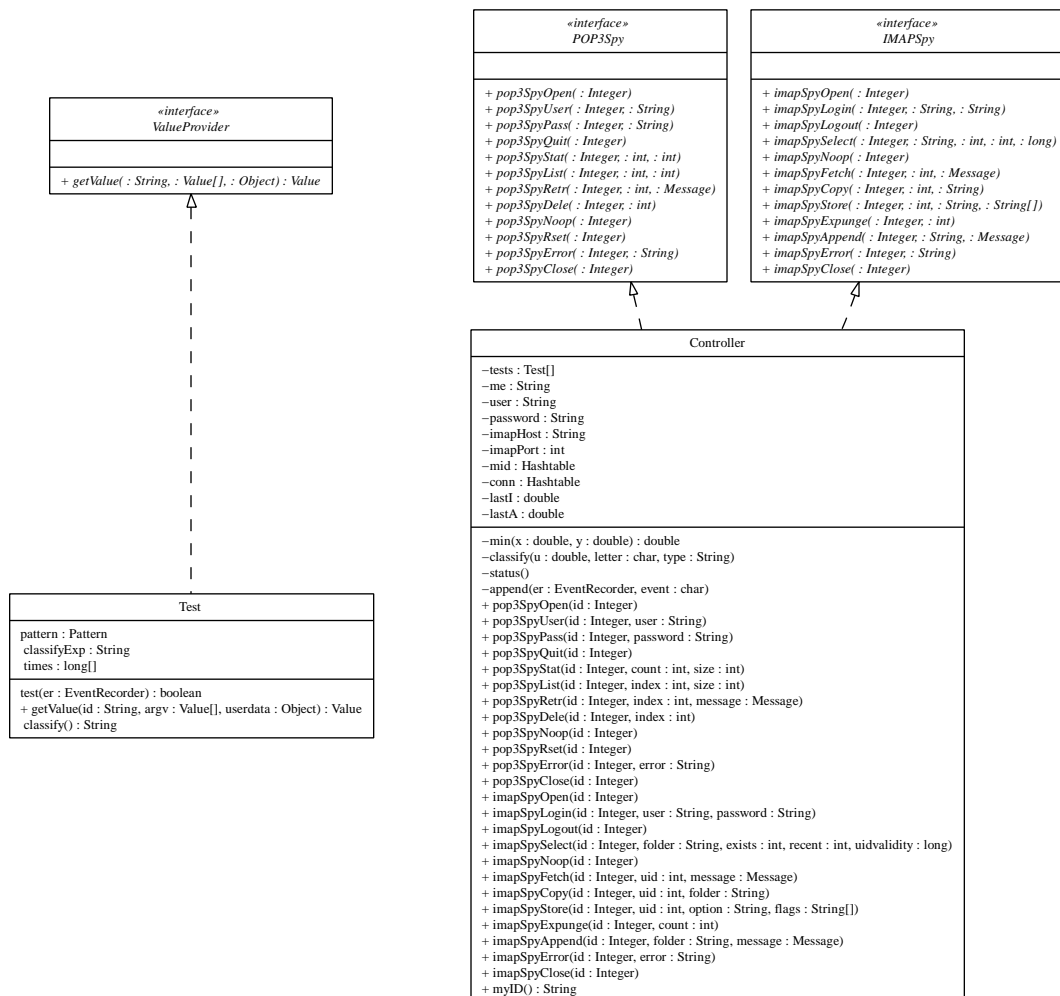 «interface»
ValueProvider
+ getValue( : String, : Value[], : Object) : Value
«interface»
POP3Spy
+ pop3SpyOpen( : Integer)
+ pop3SpyUser( : Integer, : String)
+ pop3SpyPass( : Integer, : String)
+ pop3SpyQuit( : Integer)
+ pop3SpyStat( : Integer, : int, : int)
+ pop3SpyList( : Integer, : int, : int)
+ pop3SpyRetr( : Integer, : int, : Message)
+ pop3SpyDele( : Integer, : int)
+ pop3SpyNoop( : Integer)
+ pop3SpyRset( : Integer)
+ pop3SpyError( : Integer, : String)
+ pop3SpyClose( : Integer)
«interface»
IMAPSpy
+ imapSpyOpen( : Integer)
+ imapSpyLogin( : Integer, : String, : String)
+ imapSpyLogout( : Integer)
+ imapSpySelect( : Integer, : String, : int, : int, : long)
+ imapSpyNoop( : Integer)
+ imapSpyFetch( : Integer, : int, : Message)
+ imapSpyCopy( : Integer, : int, : String)
+ imapSpyStore( : Integer, : int, : String, : String[])
+ imapSpyExpunge( : Integer, : int)
+ imapSpyAppend( : Integer, : String, : Message)
+ imapSpyError( : Integer, : String)
+ imapSpyClose( : Integer)
Test
pattern : Pattern
classifyExp : String
times : long[]
test(er : EventRecorder) : boolean
+ getValue(id : String, argv : Value[], userdata : Object) : Value
classify() : String
Controller
−tests : Test[]
−me : String
−user : String
−password : String
−imapHost : String
−imapPort : int
−mid : Hashtable
−conn : Hashtable
−lastI : double
−lastA : double
−min(x : double, y : double) : double
−classify(u : double, letter : char, type : String)
−status()
−append(er : EventRecorder, event : char)
+ pop3SpyOpen(id : Integer)
+ pop3SpyUser(id : Integer, user : String)
+ pop3SpyPass(id : Integer, password : String)
+ pop3SpyQuit(id : Integer)
+ pop3SpyStat(id : Integer, count : int, size : int)
+ pop3SpyList(id : Integer, index : int, size : int)
+ pop3SpyRetr(id : Integer, index : int, message : Message)
+ pop3SpyDele(id : Integer, index : int)
+ pop3SpyNoop(id : Integer)
+ pop3SpyRset(id : Integer)
+ pop3SpyError(id : Integer, error : String)
+ pop3SpyClose(id : Integer)
+ imapSpyOpen(id : Integer)
+ imapSpyLogin(id : Integer, user : String, password : String)
+ imapSpyLogout(id : Integer)
+ imapSpySelect(id : Integer, folder : String, exists : int, recent : int, uidvalidity : long)
+ imapSpyNoop(id : Integer)
+ imapSpyFetch(id : Integer, uid : int, message : Message)
+ imapSpyCopy(id : Integer, uid : int, folder : String)
+ imapSpyStore(id : Integer, uid : int, option : String, flags : String[])
+ imapSpyExpunge(id : Integer, count : int)
+ imapSpyAppend(id : Integer, folder : String, message : Message)
+ imapSpyError(id : Integer, error : String)
+ imapSpyClose(id : Integer)
+ myID() : String